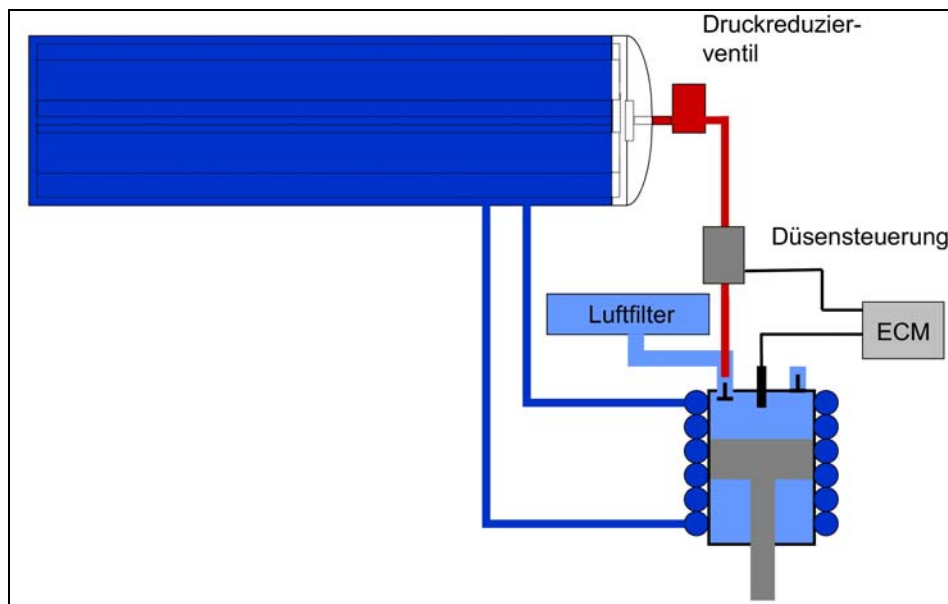 Druckreduzier-
ventil
Düsensteuerung
Luftfilter
ECM